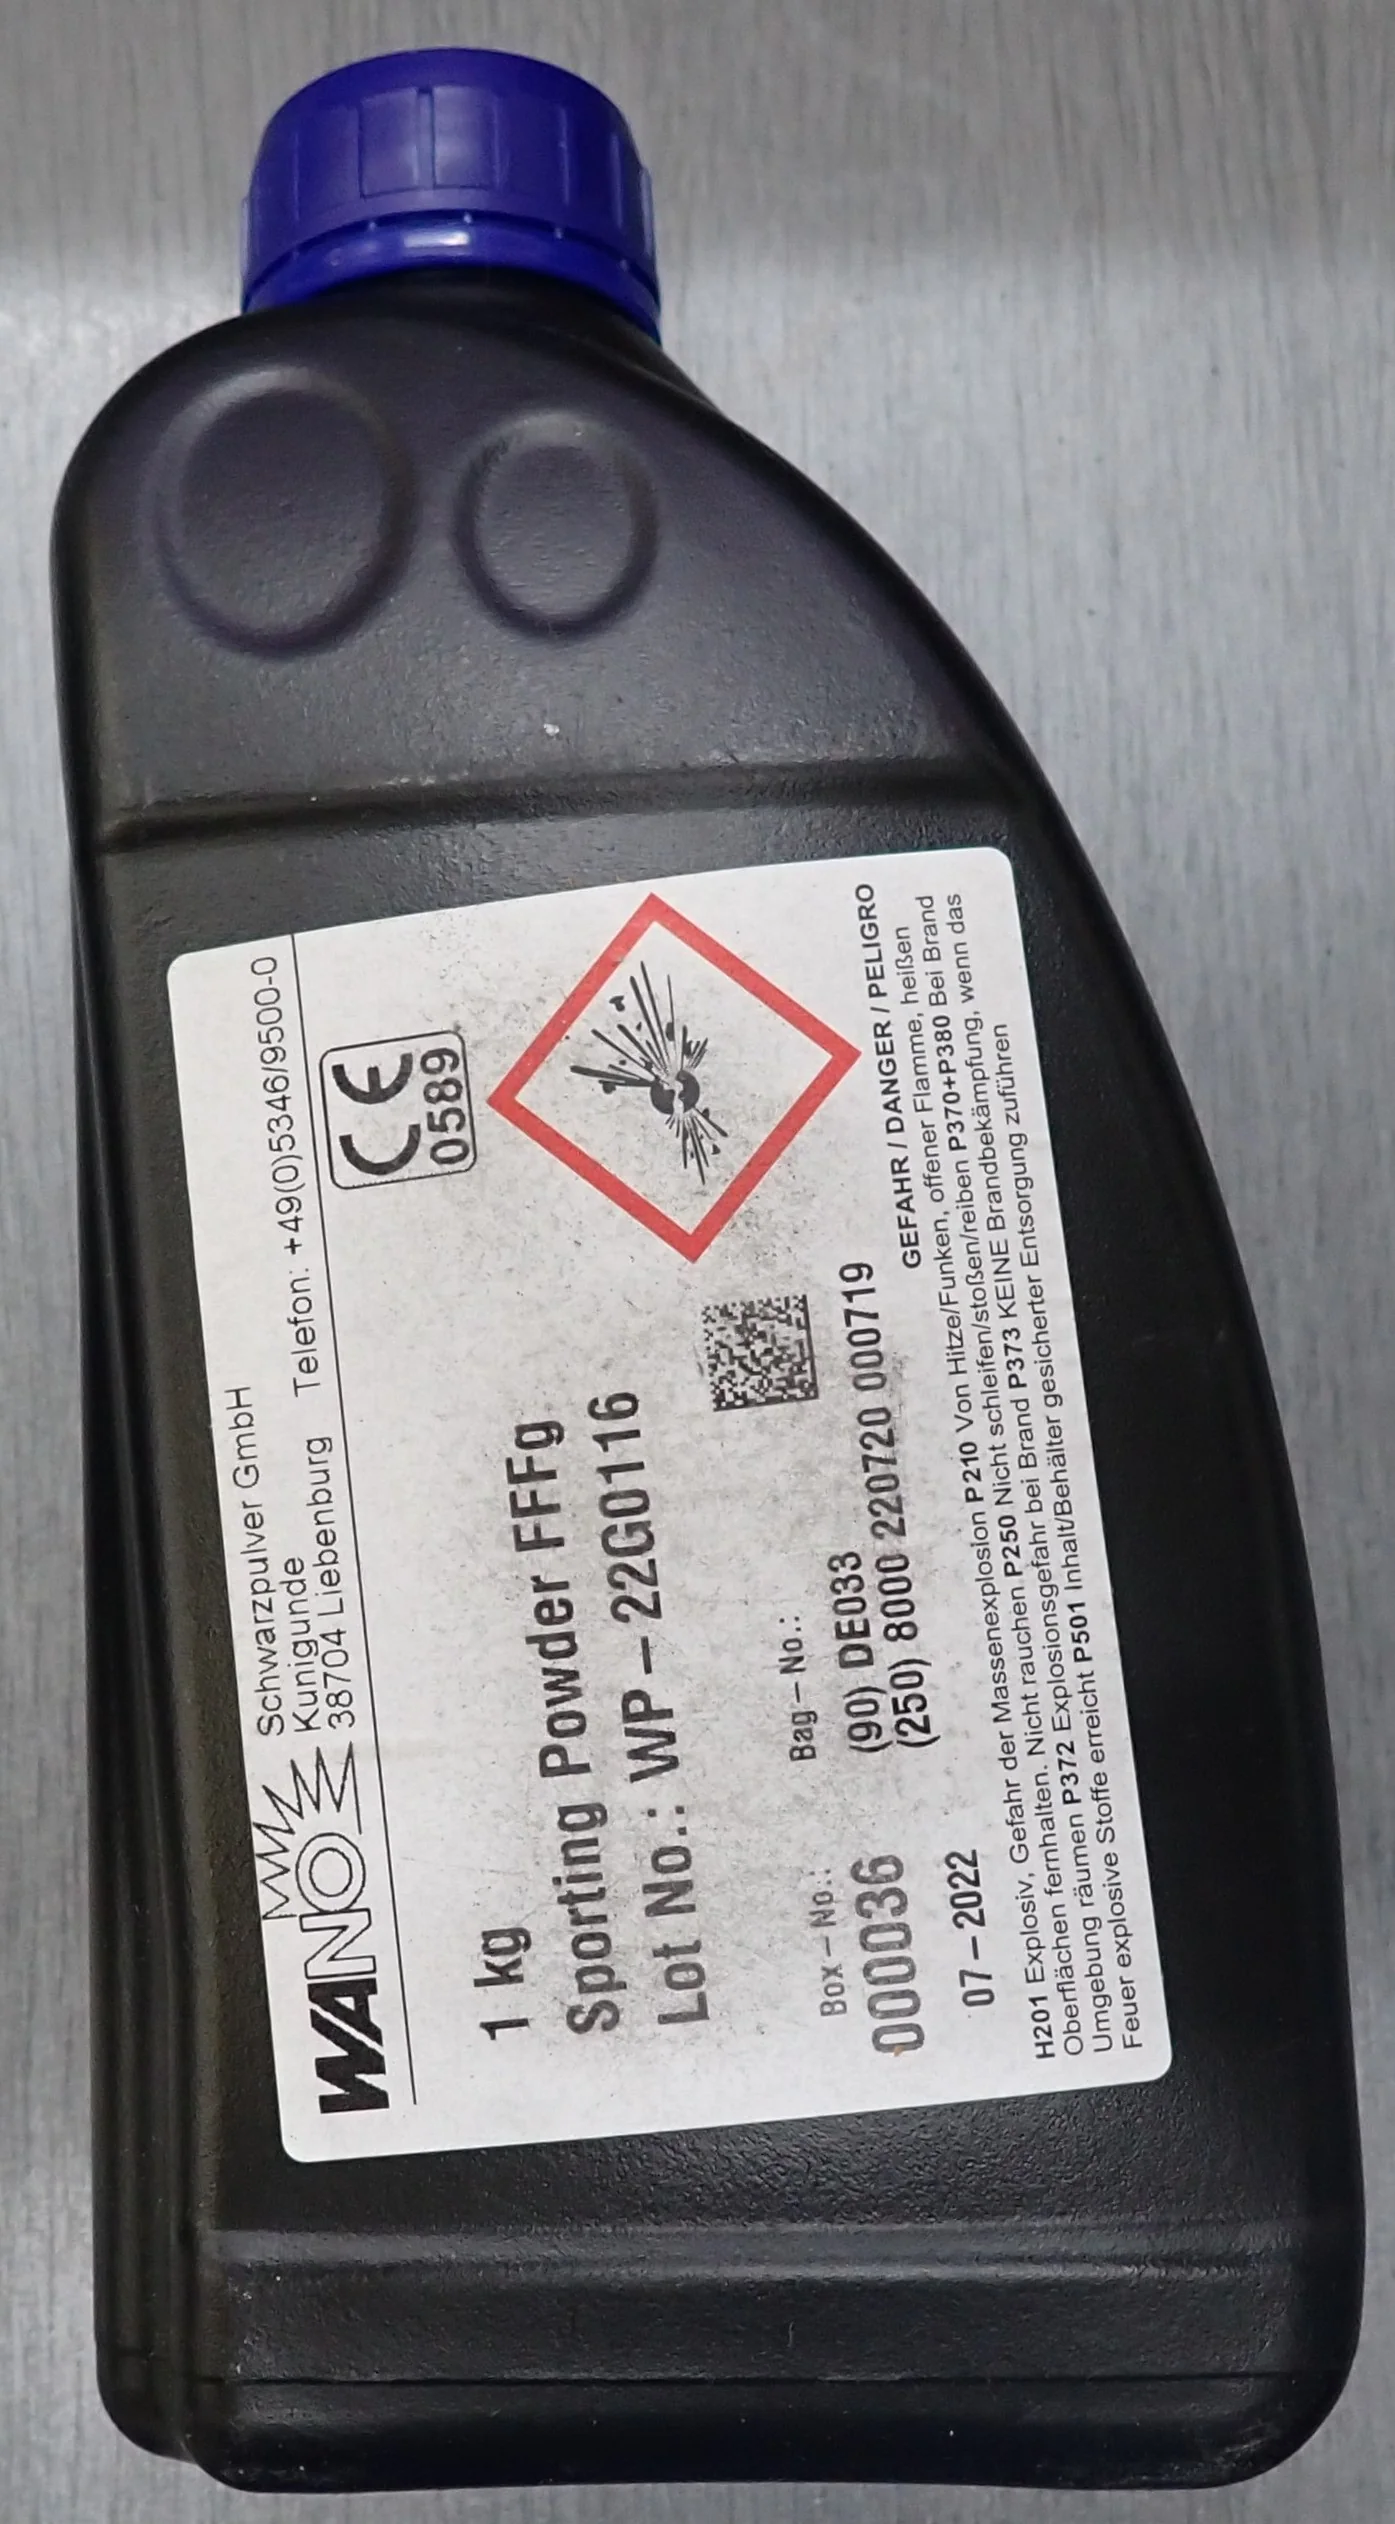 WANO
Schwarzpulver GmbH
Kunigunde
38704 Liebenburg Telefon: +49(0)5346/9500-0
CE
0589
1 kg
Sporting Powder FFFg
Lot No.: WP – 22G0116
Box – No.: Bag – No.:
000036 (90) DE033
(250) 8000 220720 000719
07 – 2022
GEFAHR / DANGER / PELIGRO
H201 Explosiv, Gefahr der Massenexplosion P210 Von Hitze/Funken, offener Flamme, heißen
Oberflächen fernhalten. Nicht rauchen P250 Nicht schleifen/stoßen/reiben P370+P380 Bei Brand
Umgebung räumen P372 Explosionsgefahr bei Brand P373 KEINE Brandbekämpfung, wenn das
Feuer explosive Stoffe erreicht P501 Inhalt/Behälter gesicherter Entsorgung zuführen